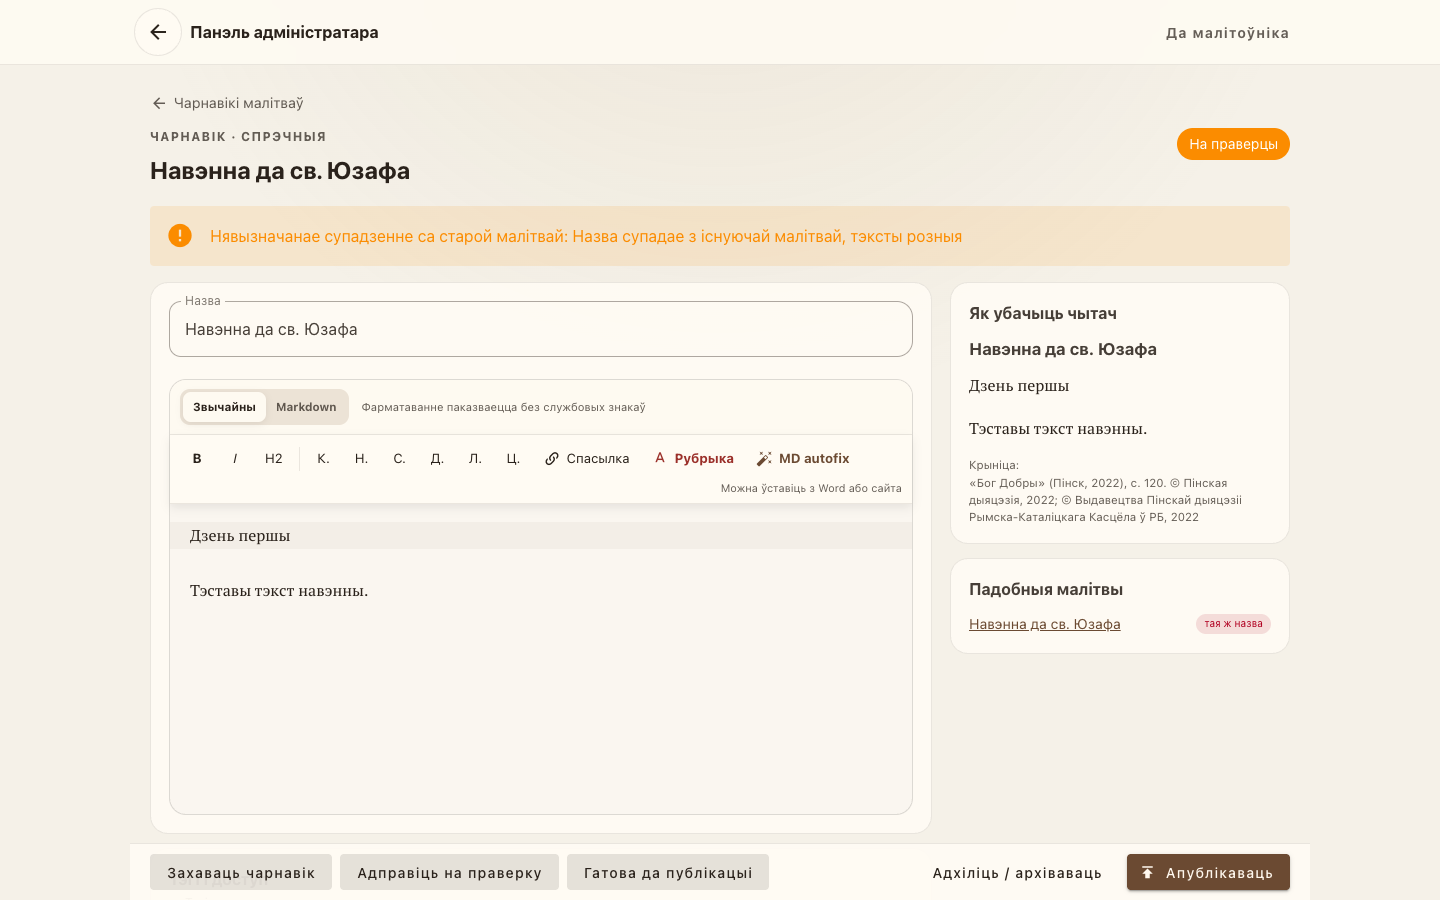 Панэль адміністратара
Да малітоўніка
Чарнавікі малітваў
ЧАРНАВІК · СПРЭЧНЫЯ
Навэнна да св. Юзафа
На праверцы
Нявызначанае супадзенне са старой малітвай: Назва супадае з існуючай малітвай, тэксты розныя
Назва
Навэнна да св. Юзафа
Звычайны
Markdown
Фарматаванне паказваецца без службовых знакаў
B
I
H2
К.
Н.
С.
Д.
Л.
Ц.
Спасылка
Рубрыка
MD autofix
Можна ўставіць з Word або сайта
Дзень першы
Тэставы тэкст навэнны.
Як убачыць чытач
Навэнна да св. Юзафа
Дзень першы
Тэставы тэкст навэнны.
Крыніца:
«Бог Добры» (Пінск, 2022), с. 120. © Пінская
дыяцэзія, 2022; © Выдавецтва Пінскай дыяцэзіі
Рымска-Каталіцкага Касцёла ў РБ, 2022
Падобныя малітвы
Навэнна да св. Юзафа
тая ж назва
Захаваць чарнавік
Адправіць на праверку
Гатова да публікацыі
Адхіліць / архіваваць
Апублікаваць